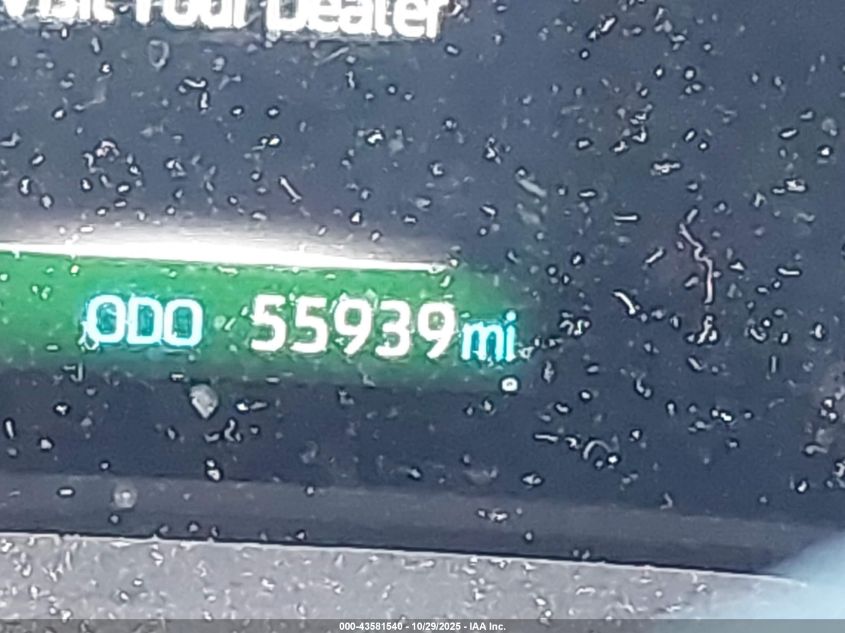 Visit Your Dealer
ODO 55939mi
000-43581540 - 10/29/2025 - IAA Inc.